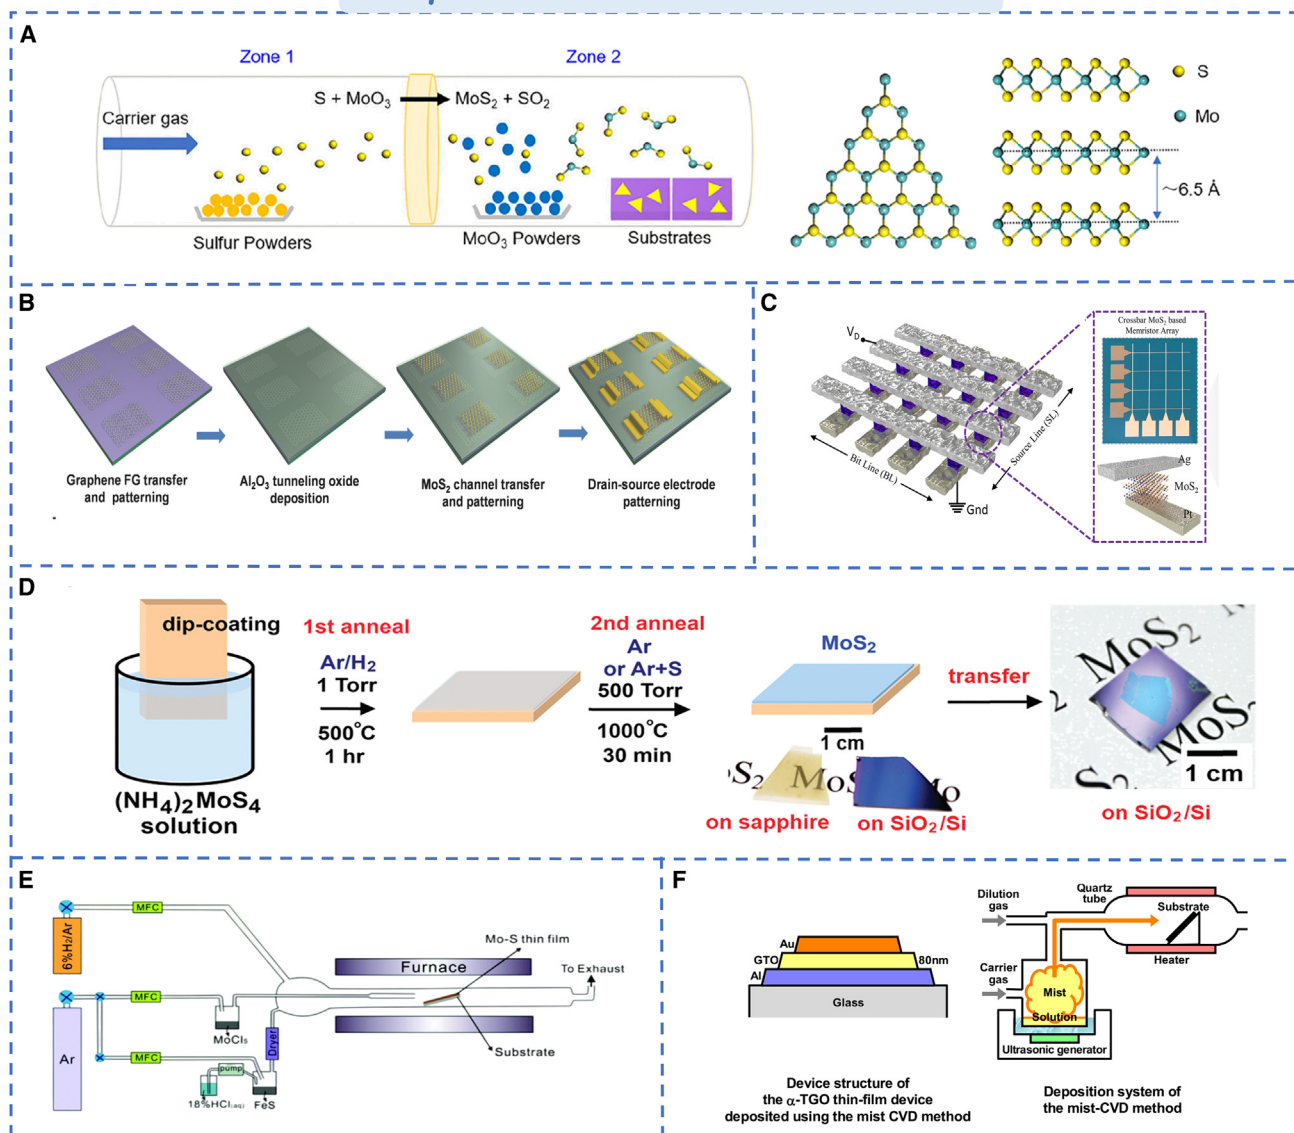 A
Zone 1
Zone 2
S + MoO₃ MoS₂ + SO₂
Carrier gas
Sulfur Powders
MoO₃ Powders
Substrates
S
Mo
~6.5 Å
B
Graphene FG transfer
and patterning
Al₂O₃ tunneling oxide
deposition
MoS₂ channel transfer
and patterning
Drain-source electrode
patterning
C
V_D
Bit Line (BL)
Source Line (SL)
Gnd
Crossbar MoS₂ based
Memristor Array
Ag
MoS₂
Pt
D
dip-coating
(NH₄)₂MoS₄
solution
1st anneal
Ar/H₂
1 Torr
500°C
1 hr
2nd anneal
Ar
or Ar+S
500 Torr
1000°C
30 min
MoS₂
1 cm
oS₂ MoS Mo
on sapphire
on SiO₂/Si
transfer
MoS₂
MoS₂
1 cm
on SiO₂/Si
E
6%H₂/Ar
MFC
Ar
MFC
MFC
MoCl₅
Dryer
pump
18%HCl(aq)
FeS
Furnace
Mo-S thin film
To Exhaust
Substrate
F
Au
GTO
80nm
Al
Glass
Device structure of
the α-TGO thin-film device
deposited using the mist CVD method
Dilution
gas
Quartz
tube
Substrate
Heater
Carrier
gas
Mist
Solution
Ultrasonic generator
Deposition system of
the mist-CVD method